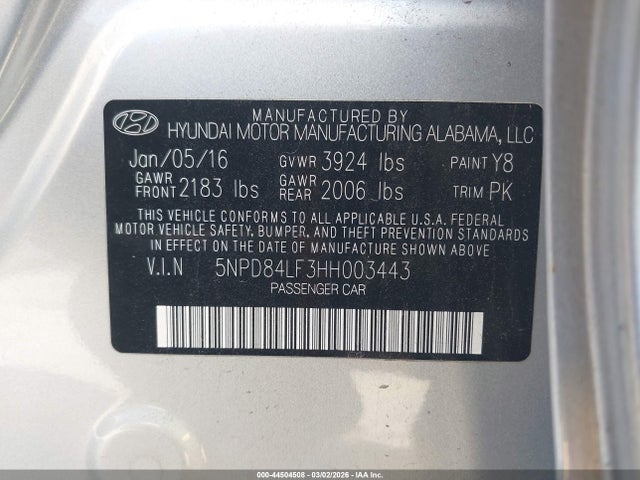 MANUFACTURED BY
HYUNDAI MOTOR MANUFACTURING ALABAMA, LLC
Jan/05/16 GVWR 3924 lbs PAINT Y8
GAWR FRONT 2183 lbs GAWR REAR 2006 lbs TRIM PK
THIS VEHICLE CONFORMS TO ALL APPLICABLE U.S.A. FEDERAL
MOTOR VEHICLE SAFETY, BUMPER, AND THEFT PREVENTION STANDARDS
IN EFFECT ON THE DATE OF MANUFACTURE SHOWN ABOVE
V.I.N 5NPD84LF3HH003443
PASSENGER CAR
000-44504508 - 03/02/2026 - IAA Inc.